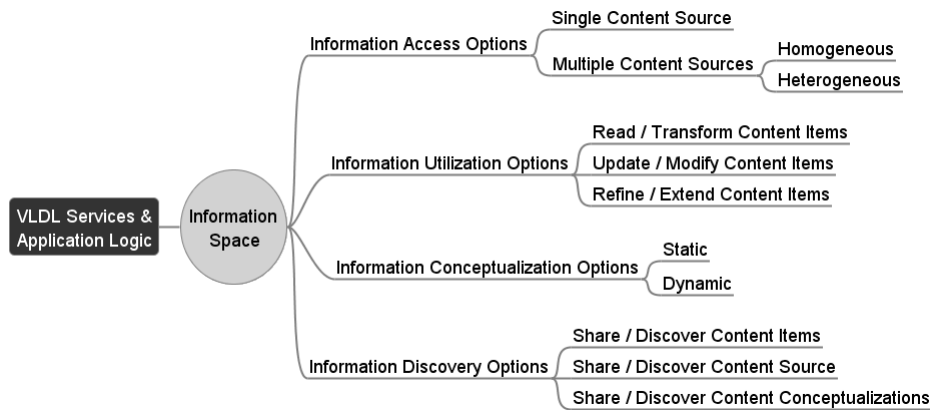 VLDL Services &
Application Logic
Information
Space
Information Access Options
Single Content Source
Multiple Content Sources
Homogeneous
Heterogeneous
Information Utilization Options
Read / Transform Content Items
Update / Modify Content Items
Refine / Extend Content Items
Information Conceptualization Options
Static
Dynamic
Information Discovery Options
Share / Discover Content Items
Share / Discover Content Source
Share / Discover Content Conceptualizations